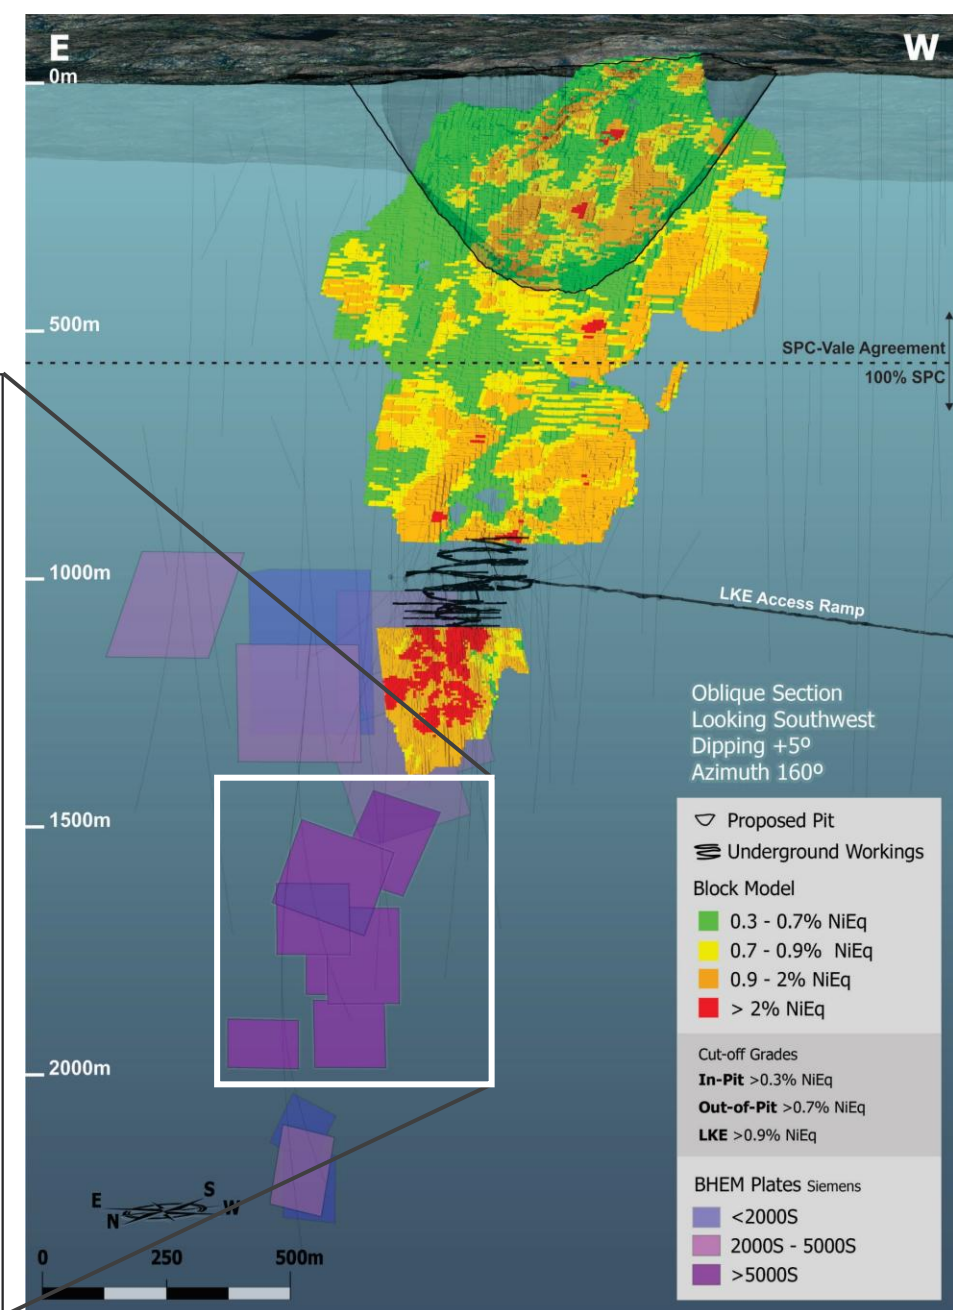 E
W
0m
500m
SPC-Vale Agreement
100% SPC
1000m
LKE Access Ramp
Oblique Section
Looking Southwest
Dipping +5º
Azimuth 160º
1500m
Proposed Pit
Underground Workings
Block Model
0.3 - 0.7% NiEq
0.7 - 0.9% NiEq
0.9 - 2% NiEq
> 2% NiEq
2000m
Cut-off Grades
In-Pit >0.3% NiEq
Out-of-Pit >0.7% NiEq
LKE >0.9% NiEq
BHEM Plates Siemens
<2000S
2000S - 5000S
>5000S
E
S
N
W
0 250 500m